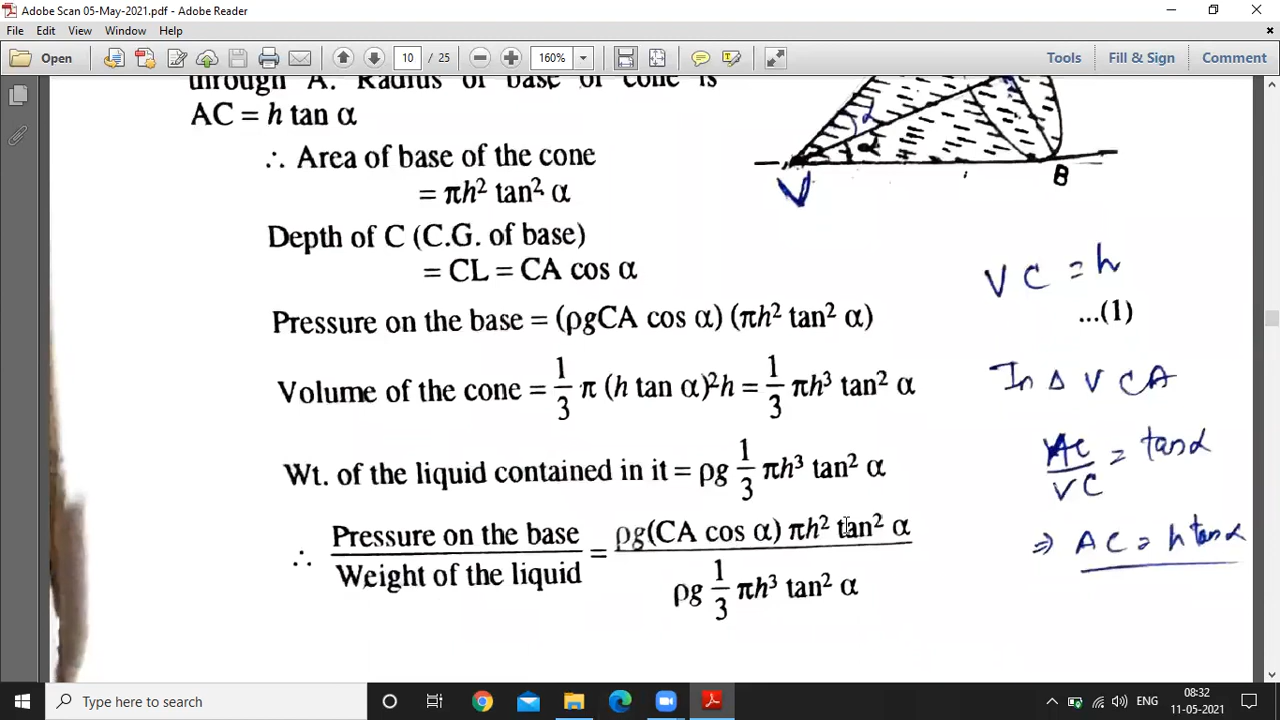 Adobe Scan 05-May-2021.pdf - Adobe Reader
File Edit View Window Help
Open 10 / 25 160% Tools Fill & Sign Comment
through A. Radius of base of cone is
AC = h tan α
∴ Area of base of the cone
= πh² tan² α
Depth of C (C.G. of base)
= CL = CA cos α
Pressure on the base = (ρgCA cos α) (πh² tan² α)
...(1)
Volume of the cone = 1/3 π (h tan α)²h = 1/3 πh³ tan² α
Wt. of the liquid contained in it = ρg 1/3 πh³ tan² α
∴ Pressure on the base / Weight of the liquid = ρg(CA cos α) πh² tan² α / ρg 1/3 πh³ tan² α
α
α
V
B
VC = h
In Δ VCA
AC/VC = tanα
⇒ AC = h tanα
Type here to search
ENG
08:32
11-05-2021